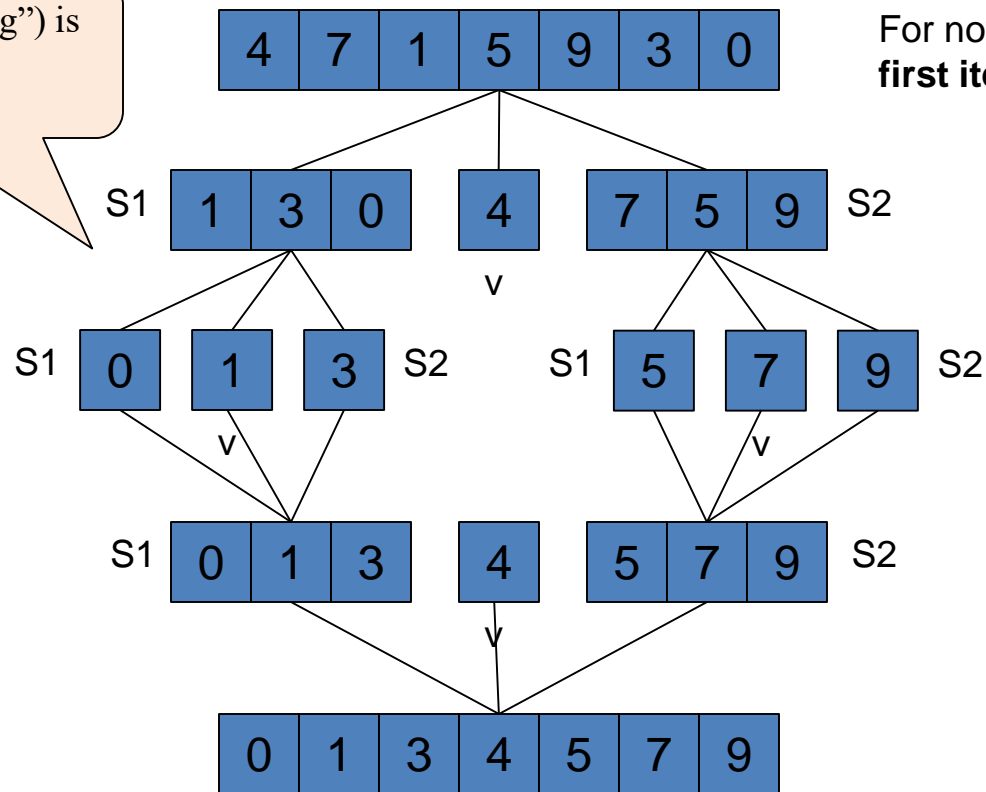 g”) is
4 7 1 5 9 3 0
For no
first ite
S1 1 3 0 4 7 5 9 S2
v
S1 0 1 3 S2 S1 5 7 9 S2
v v
S1 0 1 3 4 5 7 9 S2
v
0 1 3 4 5 7 9